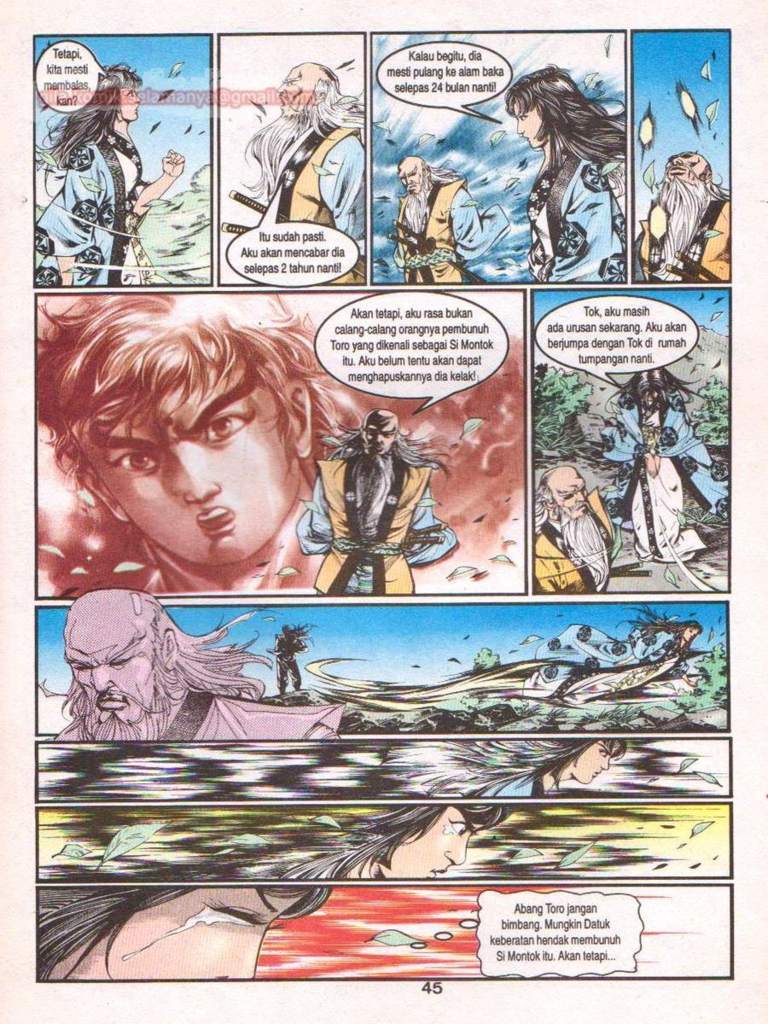 Tetapi,
kita mesti
membalas,
kan?
Itu sudah pasti.
Aku akan mencabar dia
selepas 2 tahun nanti!
Kalau begitu, dia
mesti pulang ke alam baka
selepas 24 bulan nanti!
Akan tetapi, aku rasa bukan
calang-calang orangnya pembunuh
Toro yang dikenali sebagai Si Montok
itu. Aku belum tentu akan dapat
menghapuskannya dia kelak!
Tok, aku masih
ada urusan sekarang. Aku akan
berjumpa dengan Tok di rumah
tumpangan nanti.
Abang Toro jangan
bimbang. Mungkin Datuk
keberatan hendak membunuh
Si Montok itu. Akan tetapi...
45